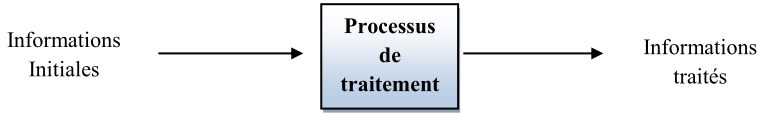 Informations
Initiales
Processus
de
traitement
Informations
traités